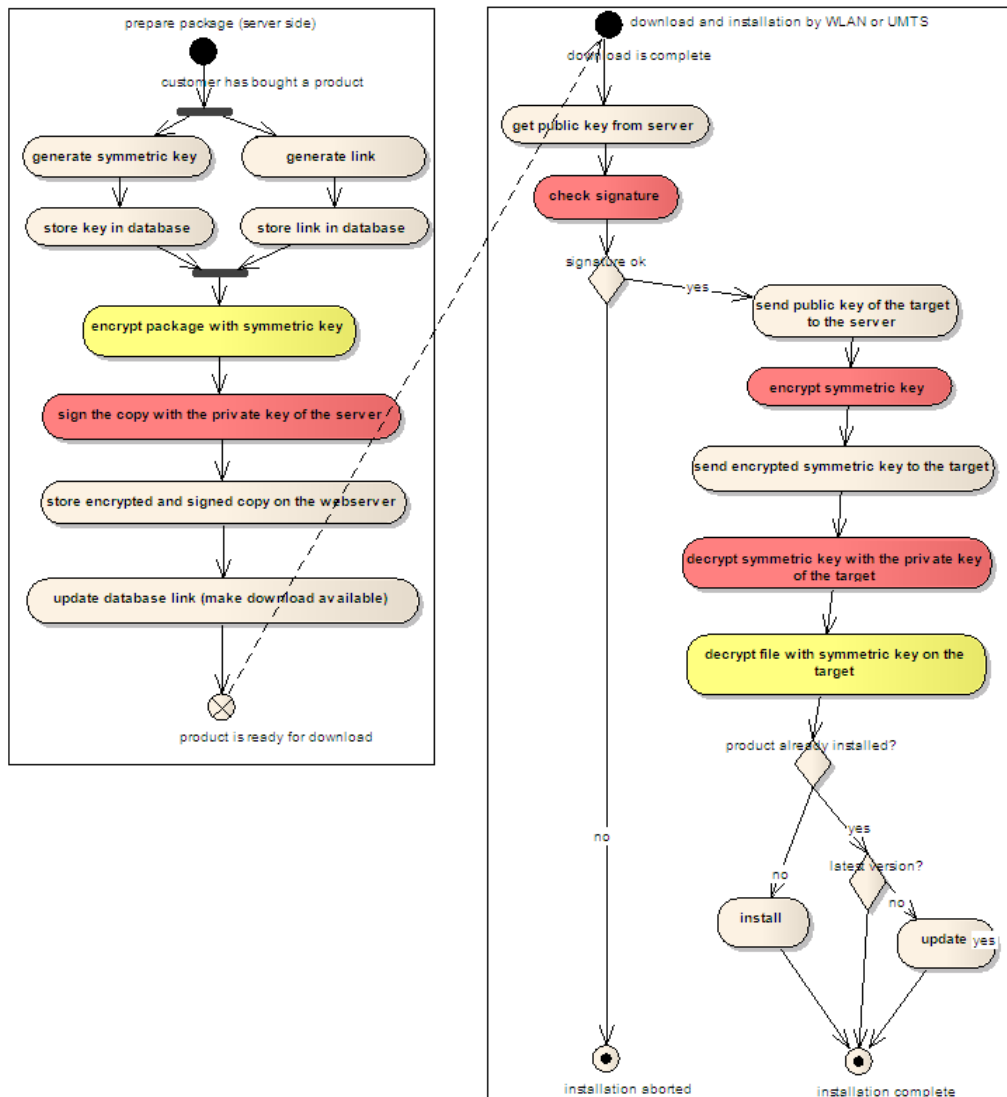 prepare package (server side)
customer has bought a product
generate symmetric key
generate link
store key in database
store link in database
encrypt package with symmetric key
sign the copy with the private key of the server
store encrypted and signed copy on the webserver
update database link (make download available)
product is ready for download
download and installation by WLAN or UMTS
download is complete
get public key from server
check signature
signature ok
yes
send public key of the target
to the server
encrypt symmetric key
send encrypted symmetric key to the target
decrypt symmetric key with the private key
of the target
decrypt file with symmetric key on the
target
product already installed?
no
yes
latest version?
no
no
install
update
yes
installation aborted
installation complete